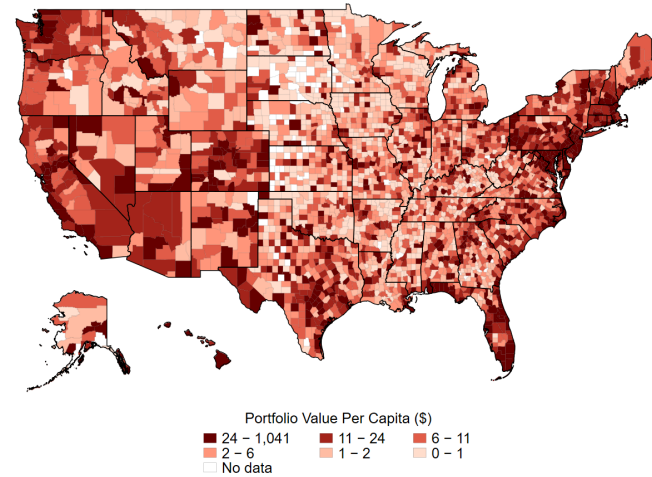 Portfolio Value Per Capita ($)
24 − 1,041 11 − 24 6 − 11
2 − 6 1 − 2 0 − 1
No data